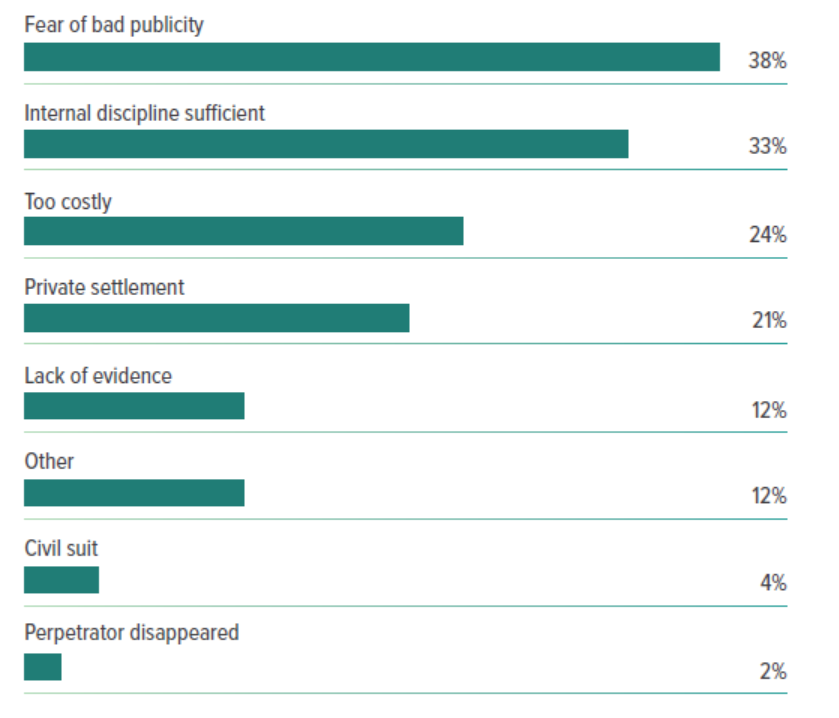 Fear of bad publicity
38%
Internal discipline sufficient
33%
Too costly
24%
Private settlement
21%
Lack of evidence
12%
Other
12%
Civil suit
4%
Perpetrator disappeared
2%